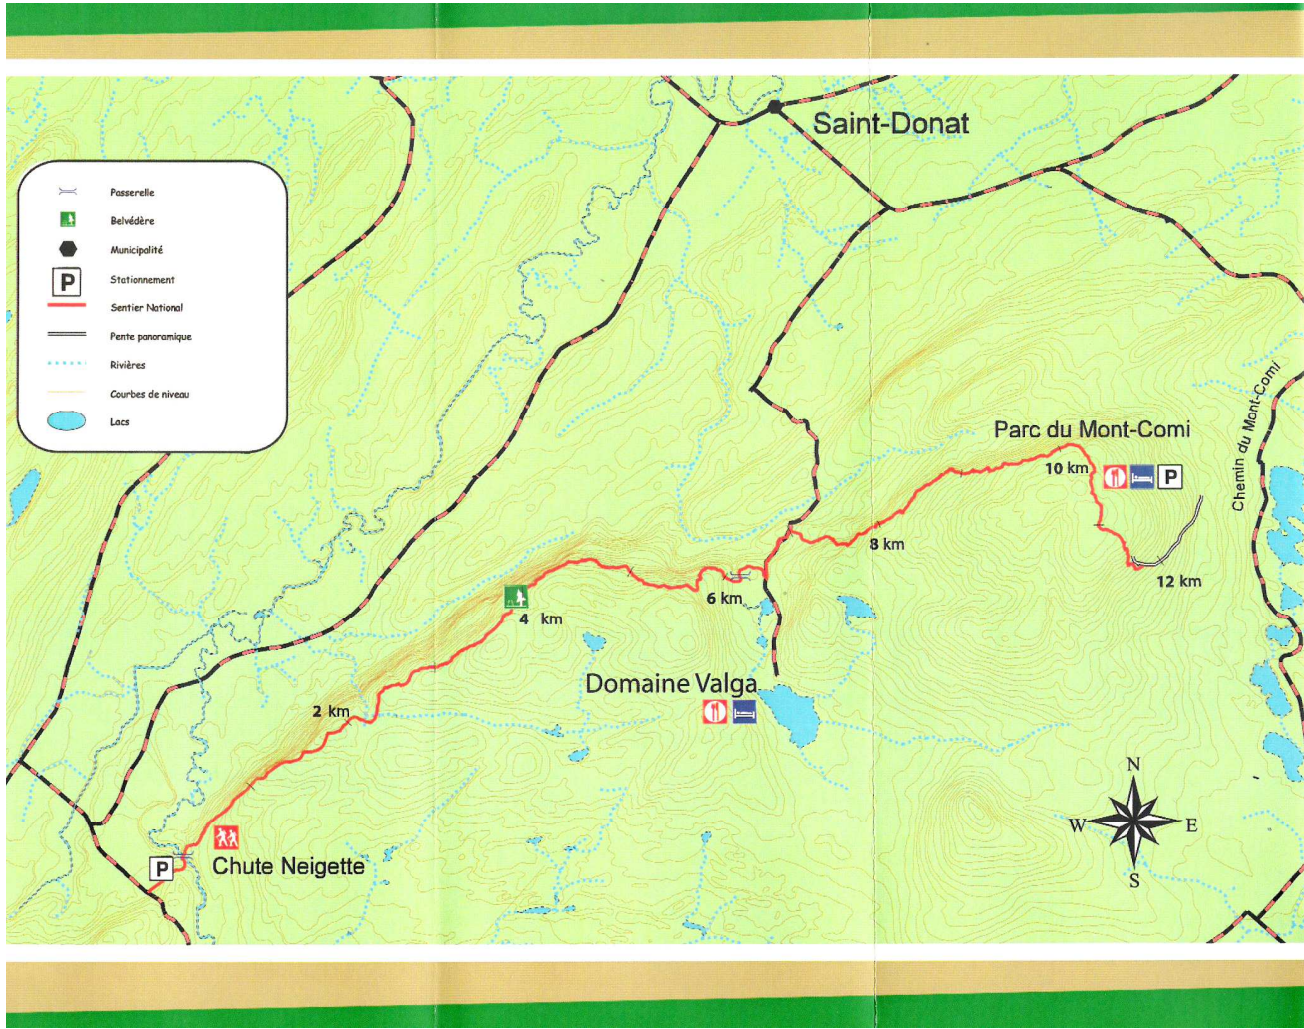 Saint-Donat
Passerelle
Belvédère
Municipalité
P
Stationnement
Sentier National
Pente panoramique
Rivières
Courbes de niveau
Lacs
Chemin du Mont-Comi
Parc du Mont-Comi
10 km
P
8 km
12 km
6 km
4 km
Domaine Valga
2 km
N
W
E
S
P
Chute Neigette